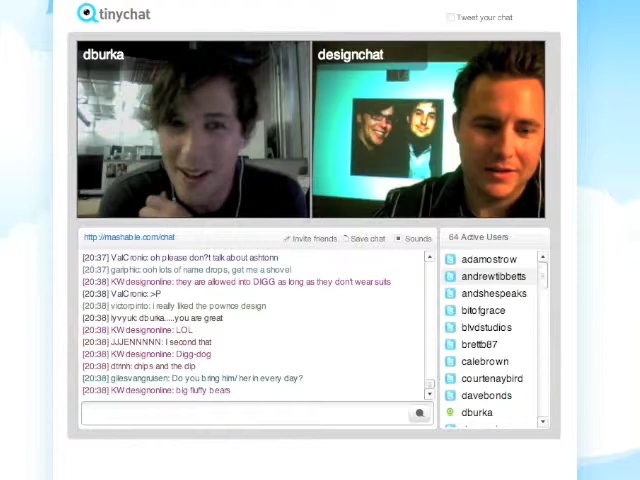 tinychat
Tweet your chat
dburka
designchat
http://mashable.com/chat
Invite friends
Save chat
Sounds
64 Active Users
[20:37] ValCronic: oh please don?t talk about ashtonn
[20:37] gariphic: ooh lots of name drops, get me a shovel
[20:38] KWdesignonline: they are allowed into DIGG as long as they don't wear suits
[20:38] ValCronic: >P
[20:38] victorpinto: i really liked the pownce design
[20:38] lyvyuk: dburka.....you are great
[20:38] KWdesignonline: LOL
[20:38] JJJENNNNN: I second that
[20:38] KWdesignonline: Digg-dog
[20:38] dtrnh: chips and the dip
[20:38] gilesvangruisen: Do you bring him/her in every day?
[20:38] KWdesignonline: big fluffy bears
adamostrow
andrewtibbetts
andshespeaks
bitofgrace
blvdstudios
brettb87
calebrown
courtenaybird
davebonds
dburka